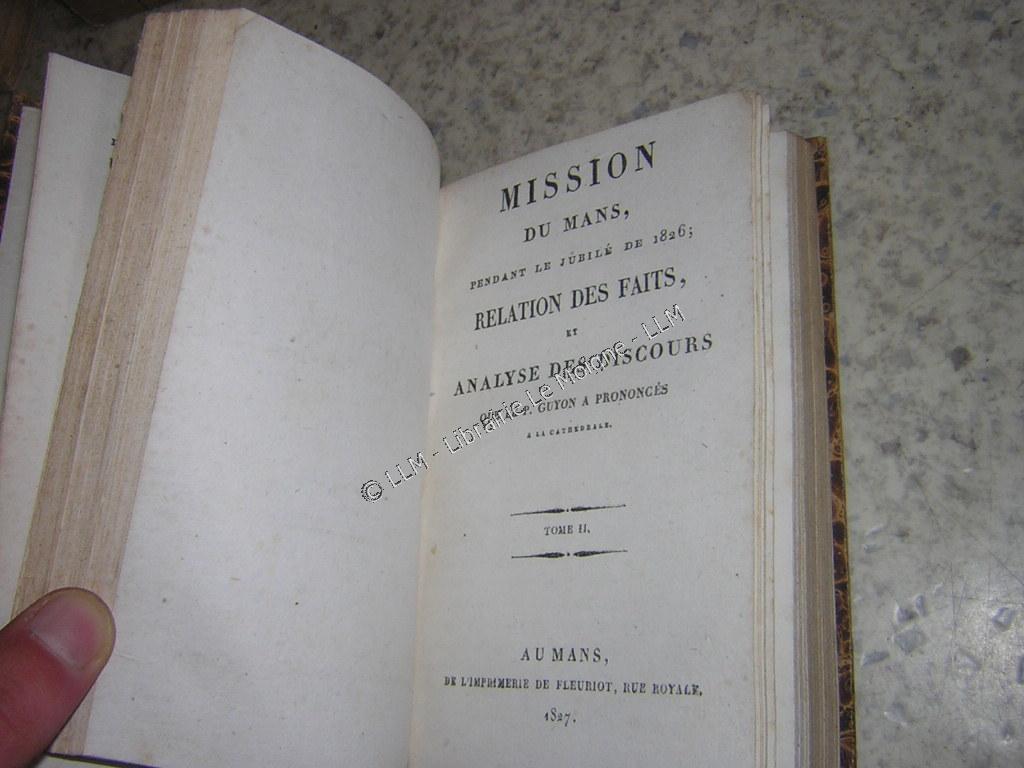 MISSION
DU MANS,
PENDANT LE JUBILÉ DE 1826;
RELATION DES FAITS,
ET
ANALYSE DES DISCOURS
P. GUYON A PRONONCÉS
A LA CATHÉDRALE.
© LLM - Librairie Le Moigne - LLM
TOME II.
AU MANS,
DE L'IMPRIMERIE DE FLEURIOT, RUE ROYALE,
1827.